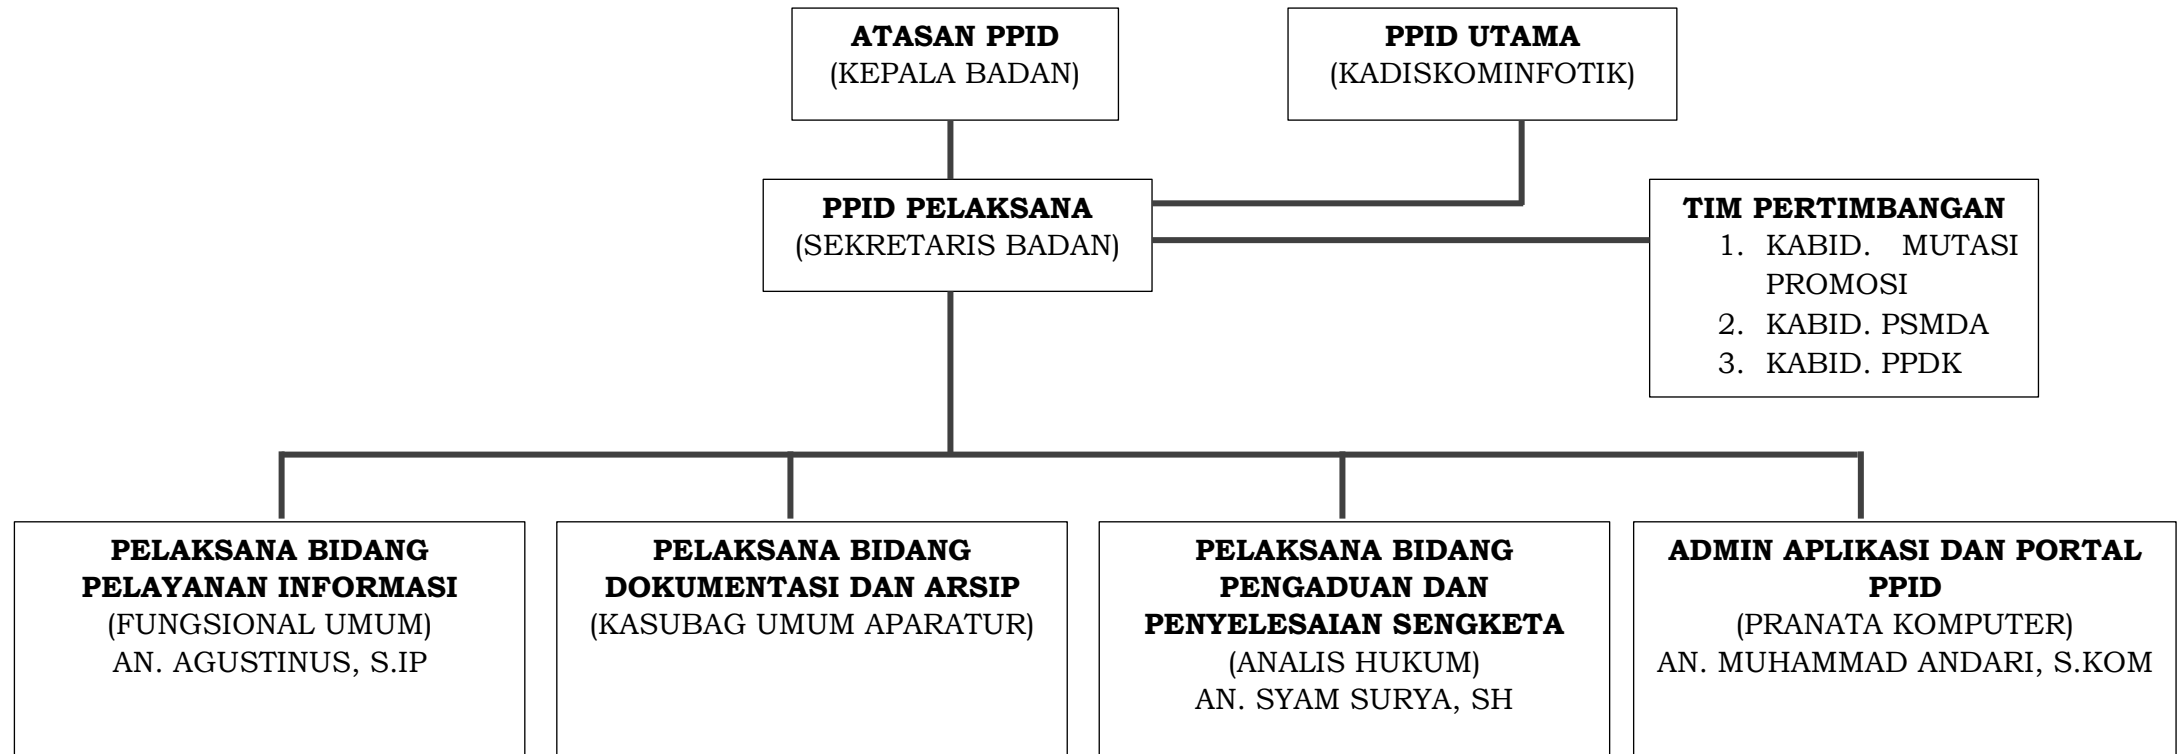 ATASAN PPID
(KEPALA BADAN)
PPID UTAMA
(KADISKOMINFOTIK)
PPID PELAKSANA
(SEKRETARIS BADAN)
TIM PERTIMBANGAN
1. KABID. MUTASI
PROMOSI
2. KABID. PSMDA
3. KABID. PPDK
PELAKSANA BIDANG
PELAYANAN INFORMASI
(FUNGSIONAL UMUM)
AN. AGUSTINUS, S.IP
PELAKSANA BIDANG
DOKUMENTASI DAN ARSIP
(KASUBAG UMUM APARATUR)
PELAKSANA BIDANG
PENGADUAN DAN
PENYELESAIAN SENGKETA
(ANALIS HUKUM)
AN. SYAM SURYA, SH
ADMIN APLIKASI DAN PORTAL
PPID
(PRANATA KOMPUTER)
AN. MUHAMMAD ANDARI, S.KOM